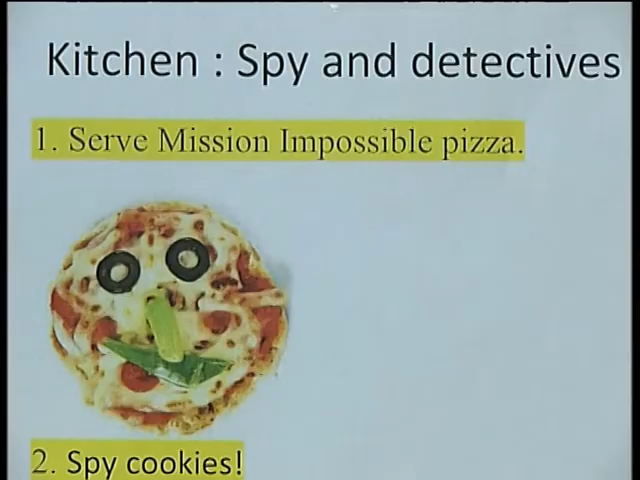 Kitchen : Spy and detectives
1. Serve Mission Impossible pizza.
2. Spy cookies!